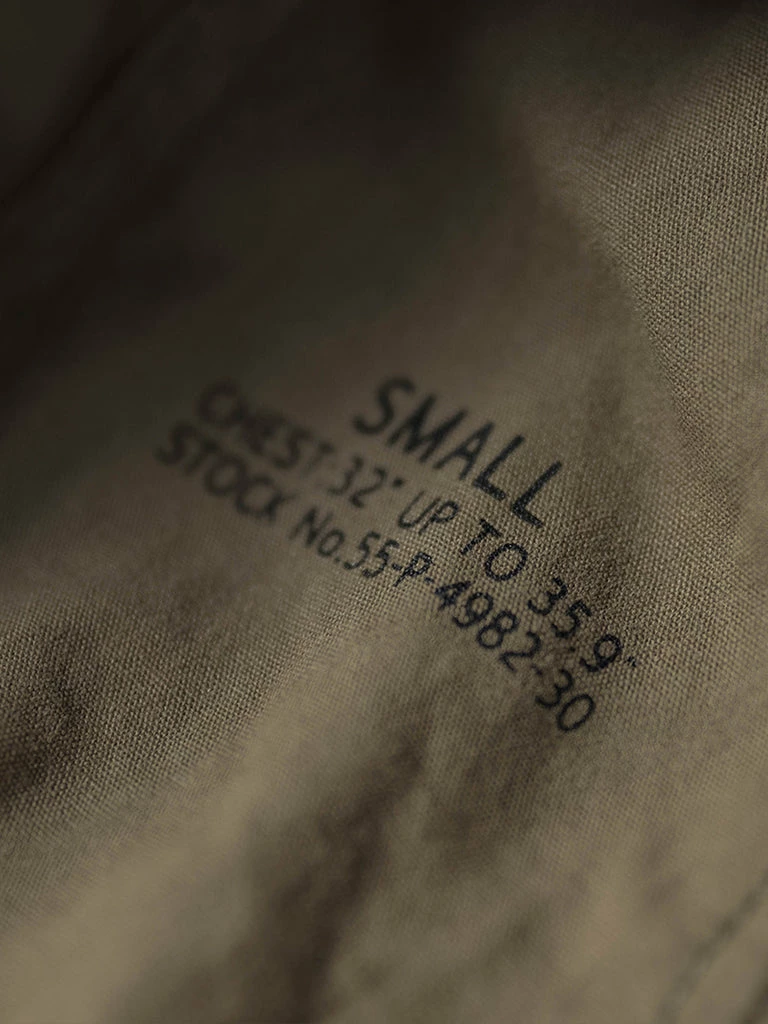 SMALL
CHEST:32" UP TO 35.9"
STOCK No.55-P-4982-30